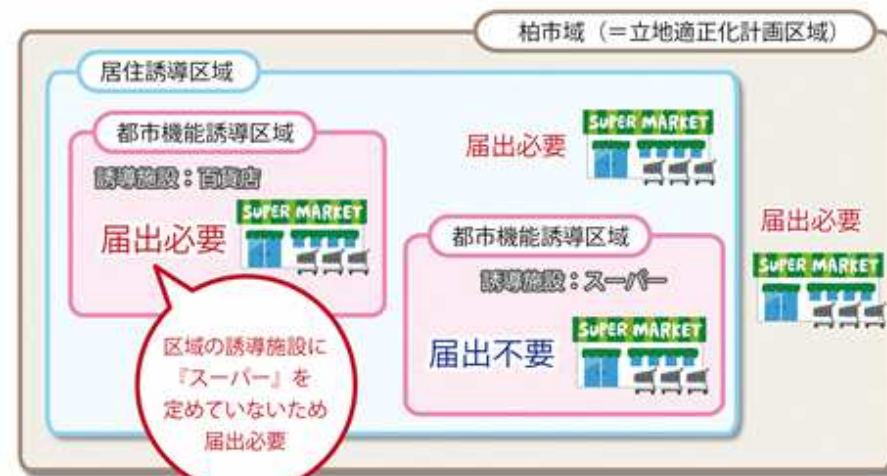 柏市域（＝立地適正化計画区域）
居住誘導区域
都市機能誘導区域
誘導施設：百貨店
届出必要
SUPER MARKET
区域の誘導施設に
『スーパー』を
定めていないため
届出必要
届出必要
SUPER MARKET
都市機能誘導区域
誘導施設：スーパー
届出不要
SUPER MARKET
届出必要
SUPER MARKET